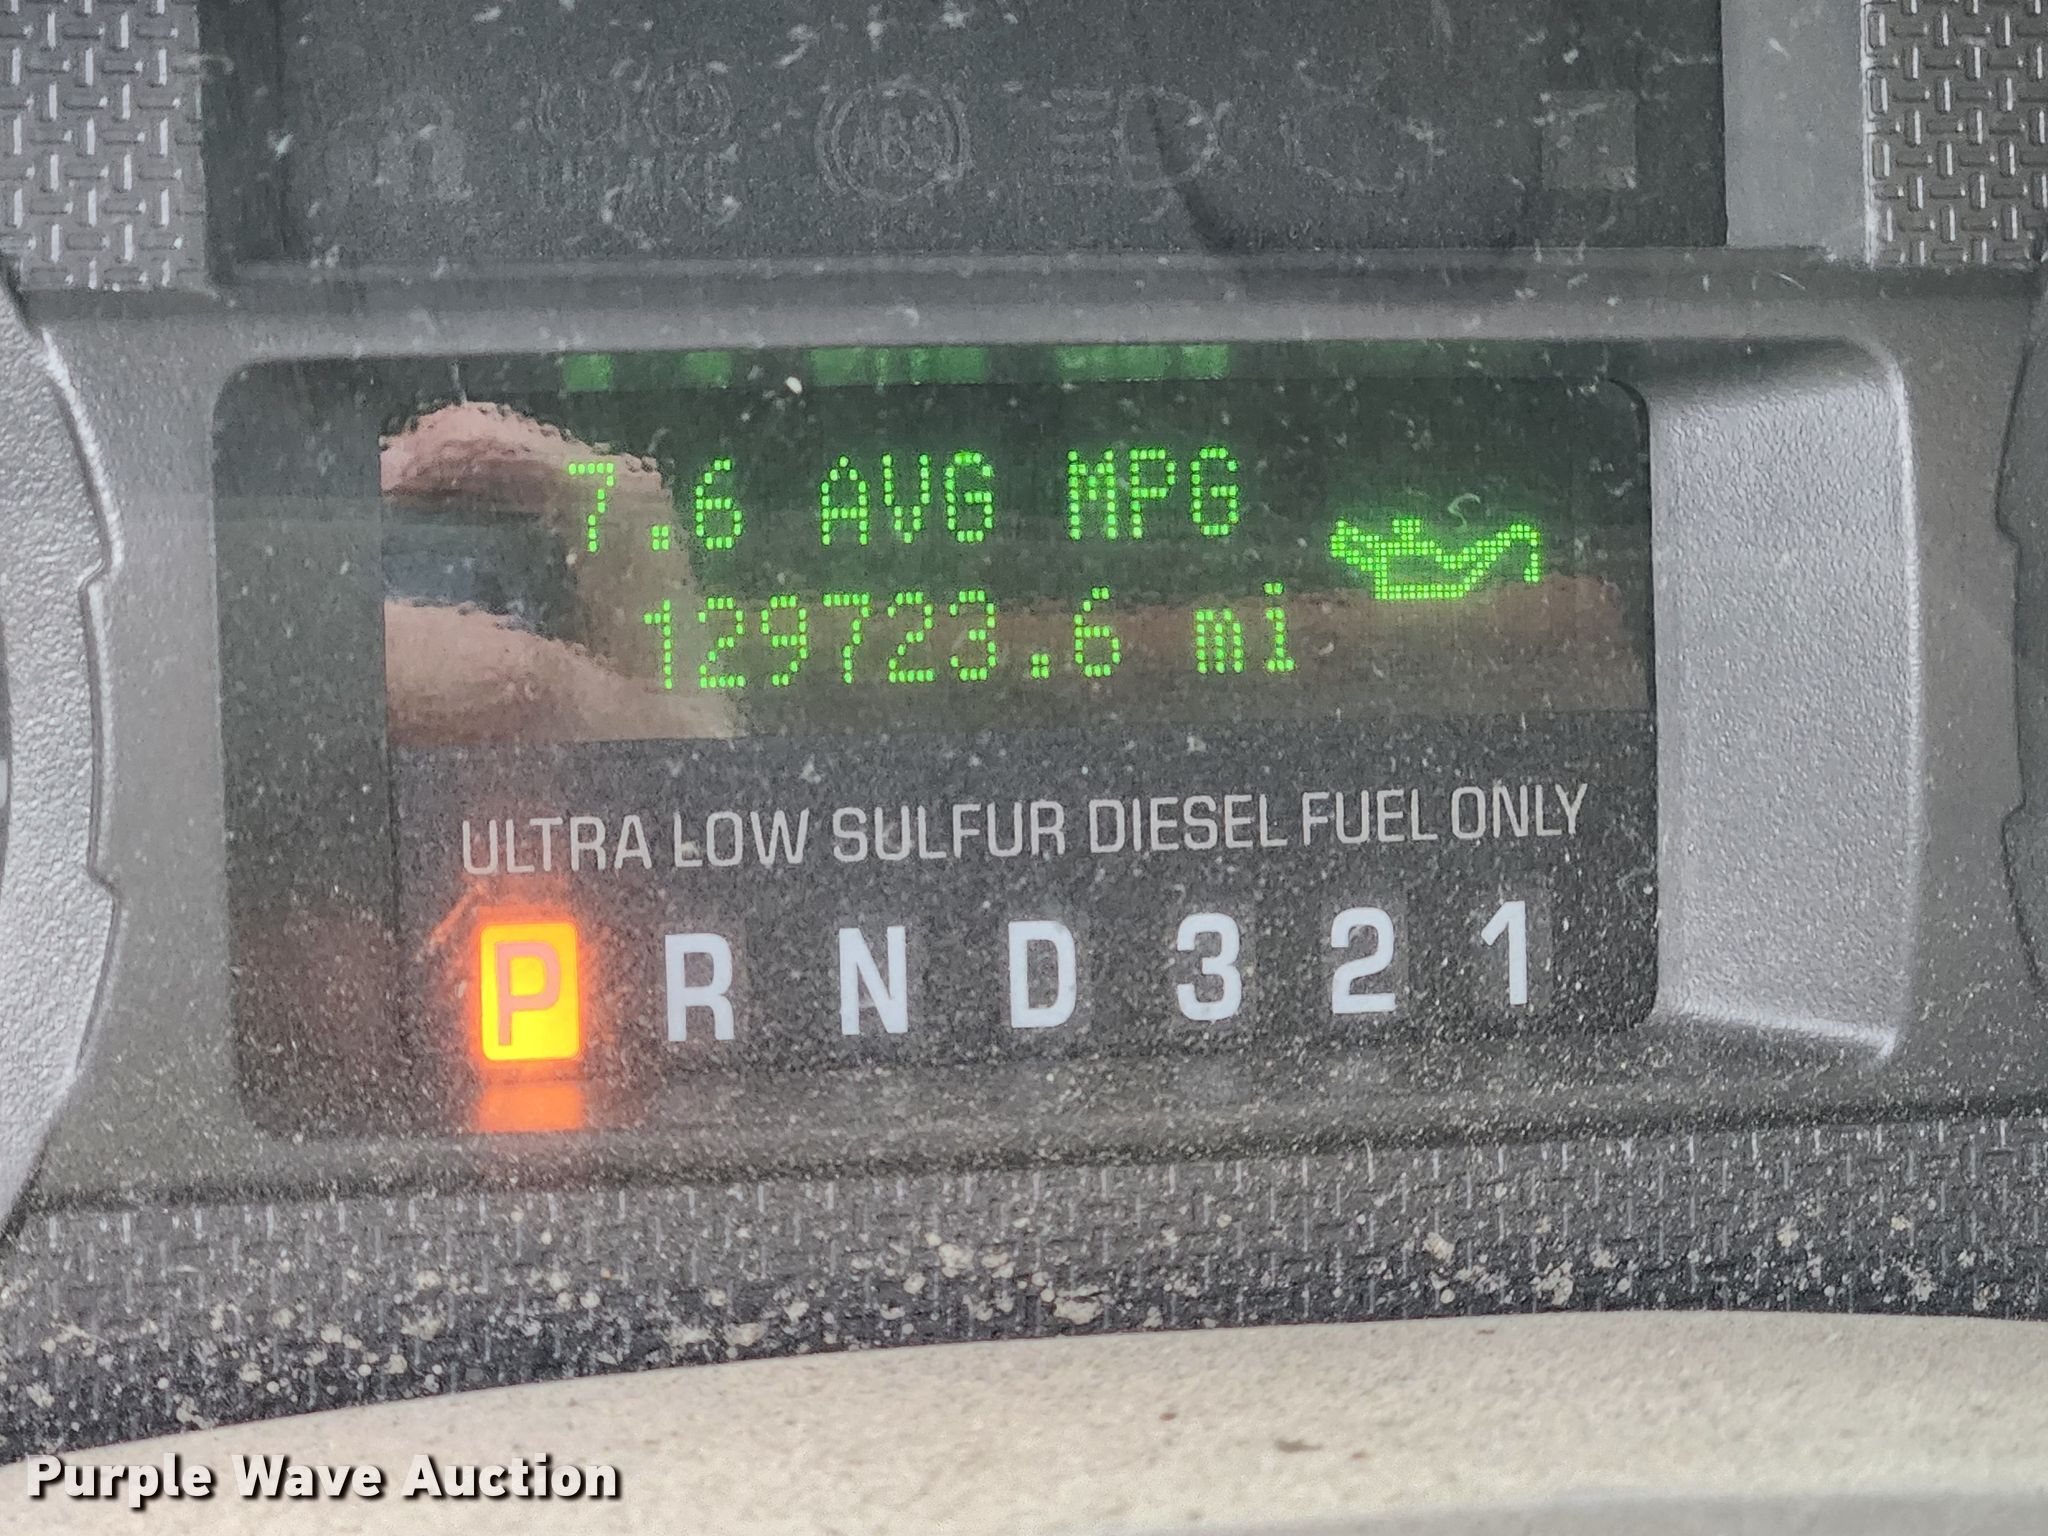 ABS
7.6 AVG MPG
129723.6 mi
ULTRA LOW SULFUR DIESEL FUEL ONLY
P R N D 3 2 1
Purple Wave Auction